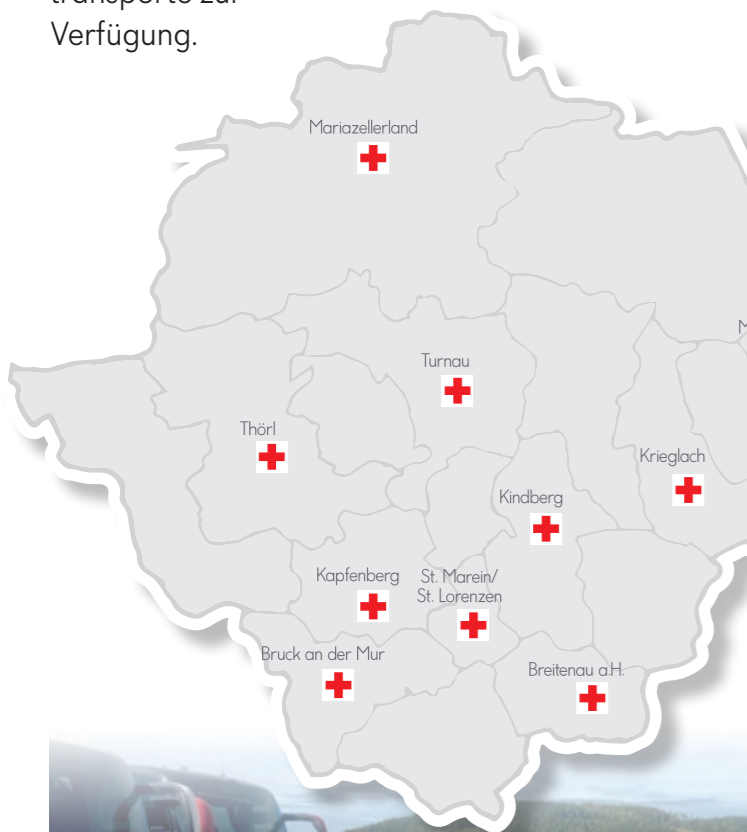 Verfügung.
Mariazellerland
Turnau
Thörl
Krieglach
Kindberg
Kapfenberg
St. Marein/
St. Lorenzen
Bruck an der Mur
Breitenau a.H.